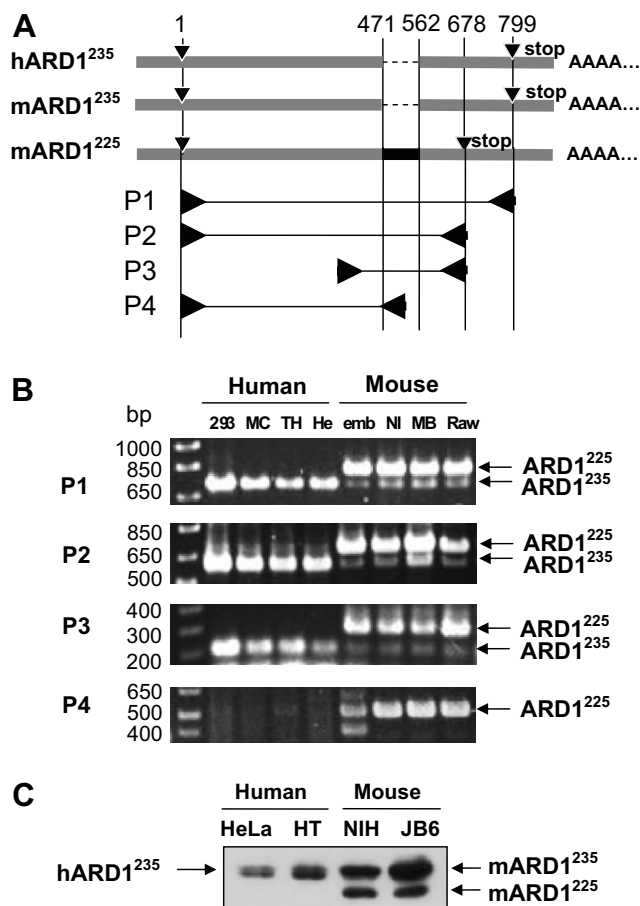 A
1 471 562 678 799
hARD1²³⁵ stop AAAA...
mARD1²³⁵ stop AAAA...
mARD1²²⁵ stop AAAA...
P1
P2
P3
P4
B
Human Mouse
bp 293 MC TH He emb NI MB Raw
P1 1000 850 650 ARD1²²⁵ ARD1²³⁵
P2 850 650 500 ARD1²²⁵ ARD1²³⁵
P3 400 300 200 ARD1²²⁵ ARD1²³⁵
P4 650 500 400 ARD1²²⁵
C
Human Mouse
HeLa HT NIH JB6
hARD1²³⁵ mARD1²³⁵
mARD1²²⁵